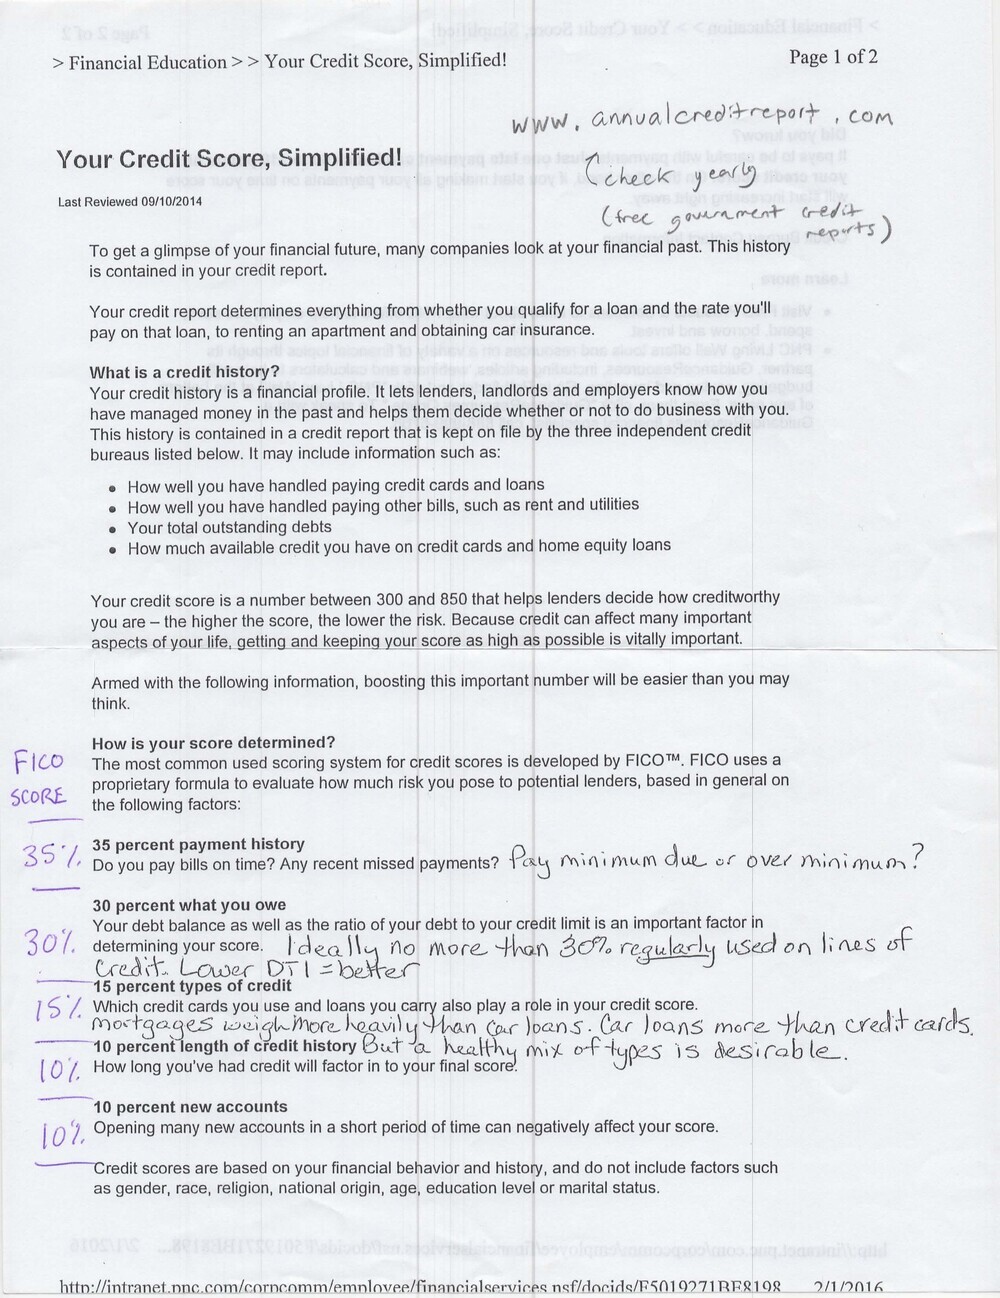 > Financial Education > > Your Credit Score, Simplified!
Page 1 of 2
www.annualcreditreport.com
Your Credit Score, Simplified!
↑ check yearly
Last Reviewed 09/10/2014
(free government credit
reports)
To get a glimpse of your financial future, many companies look at your financial past. This history
is contained in your credit report.
Your credit report determines everything from whether you qualify for a loan and the rate you'll
pay on that loan, to renting an apartment and obtaining car insurance.
What is a credit history?
Your credit history is a financial profile. It lets lenders, landlords and employers know how you
have managed money in the past and helps them decide whether or not to do business with you.
This history is contained in a credit report that is kept on file by the three independent credit
bureaus listed below. It may include information such as:
• How well you have handled paying credit cards and loans
• How well you have handled paying other bills, such as rent and utilities
• Your total outstanding debts
• How much available credit you have on credit cards and home equity loans
Your credit score is a number between 300 and 850 that helps lenders decide how creditworthy
you are – the higher the score, the lower the risk. Because credit can affect many important
aspects of your life, getting and keeping your score as high as possible is vitally important.
Armed with the following information, boosting this important number will be easier than you may
think.
How is your score determined?
FICO
SCORE
The most common used scoring system for credit scores is developed by FICO™. FICO uses a
proprietary formula to evaluate how much risk you pose to potential lenders, based in general on
the following factors:
35%
35 percent payment history
Do you pay bills on time? Any recent missed payments? Pay minimum due or over minimum?
30%
30 percent what you owe
Your debt balance as well as the ratio of your debt to your credit limit is an important factor in
determining your score. Ideally no more than 30% regularly used on lines of
Credit. Lower DTI = better
15%
15 percent types of credit
Which credit cards you use and loans you carry also play a role in your credit score.
mortgages weigh more heavily than car loans. Car loans more than credit cards.
10%
10 percent length of credit history But a healthy mix of types is desirable.
How long you've had credit will factor in to your final score.
10%
10 percent new accounts
Opening many new accounts in a short period of time can negatively affect your score.
Credit scores are based on your financial behavior and history, and do not include factors such
as gender, race, religion, national origin, age, education level or marital status.
http://intranet.pnc.com/corpcomm/employee/financialservices.nsf/docids/F5019271BE8198 2/1/2016